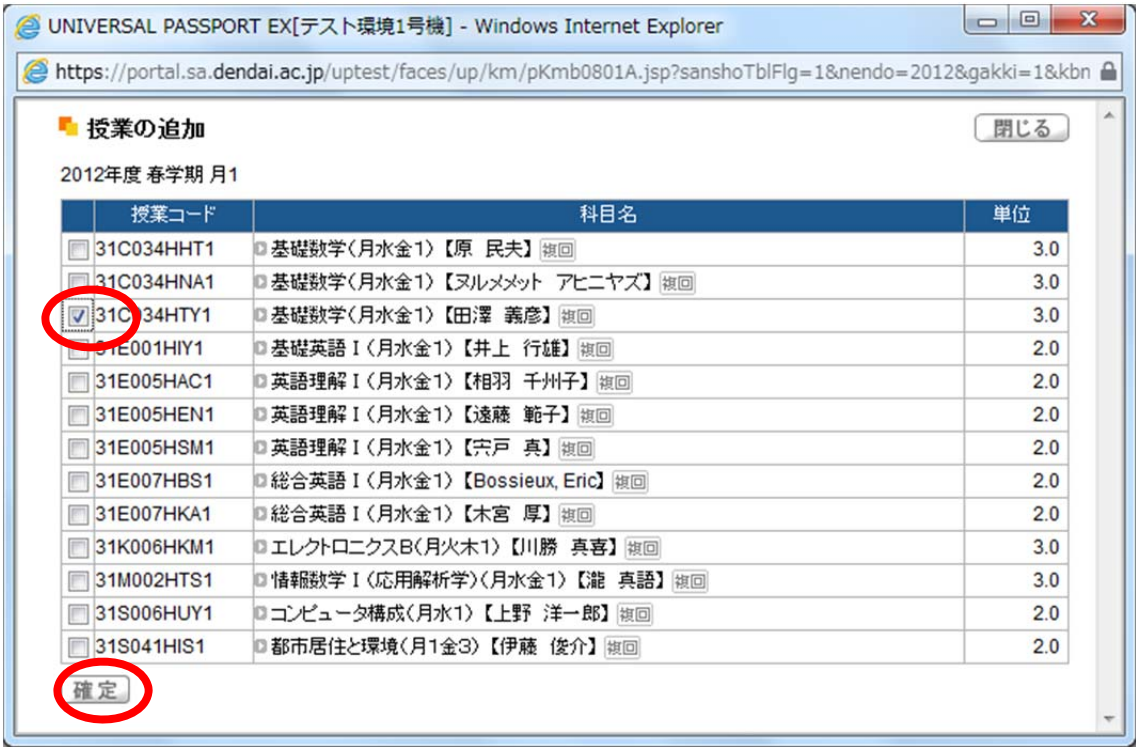 UNIVERSAL PASSPORT EX[テスト環境1号機] - Windows Internet Explorer
https://portal.sa.dendai.ac.jp/uptest/faces/up/km/pKmb0801A.jsp?sanshoTblFlg=1&nendo=2012&gakki=1&kbn
授業の追加 閉じる
2012年度 春学期 月1
授業コード 科目名 単位
31C034HHT1 基礎数学(月水金1)【原 民夫】 複回 3.0
31C034HNA1 基礎数学(月水金1)【ヌルメメット アヒニヤズ】 複回 3.0
31C034HTY1 基礎数学(月水金1)【田澤 義彦】 複回 3.0
31E001HIY1 基礎英語Ⅰ(月水金1)【井上 行雄】 複回 2.0
31E005HAC1 英語理解Ⅰ(月水金1)【相羽 千州子】 複回 2.0
31E005HEN1 英語理解Ⅰ(月水金1)【遠藤 範子】 複回 2.0
31E005HSM1 英語理解Ⅰ(月水金1)【宍戸 真】 複回 2.0
31E007HBS1 総合英語Ⅰ(月水金1)【Bossieux, Eric】 複回 2.0
31E007HKA1 総合英語Ⅰ(月水金1)【木宮 厚】 複回 2.0
31K006HKM1 エレクトロニクスB(月火木1)【川勝 真喜】 複回 3.0
31M002HTS1 情報数学Ⅰ(応用解析学)(月水金1)【瀧 真語】 複回 3.0
31S006HUY1 コンピュータ構成(月水1)【上野 洋一郎】 複回 2.0
31S041HIS1 都市居住と環境(月1金3)【伊藤 俊介】 複回 2.0
確定